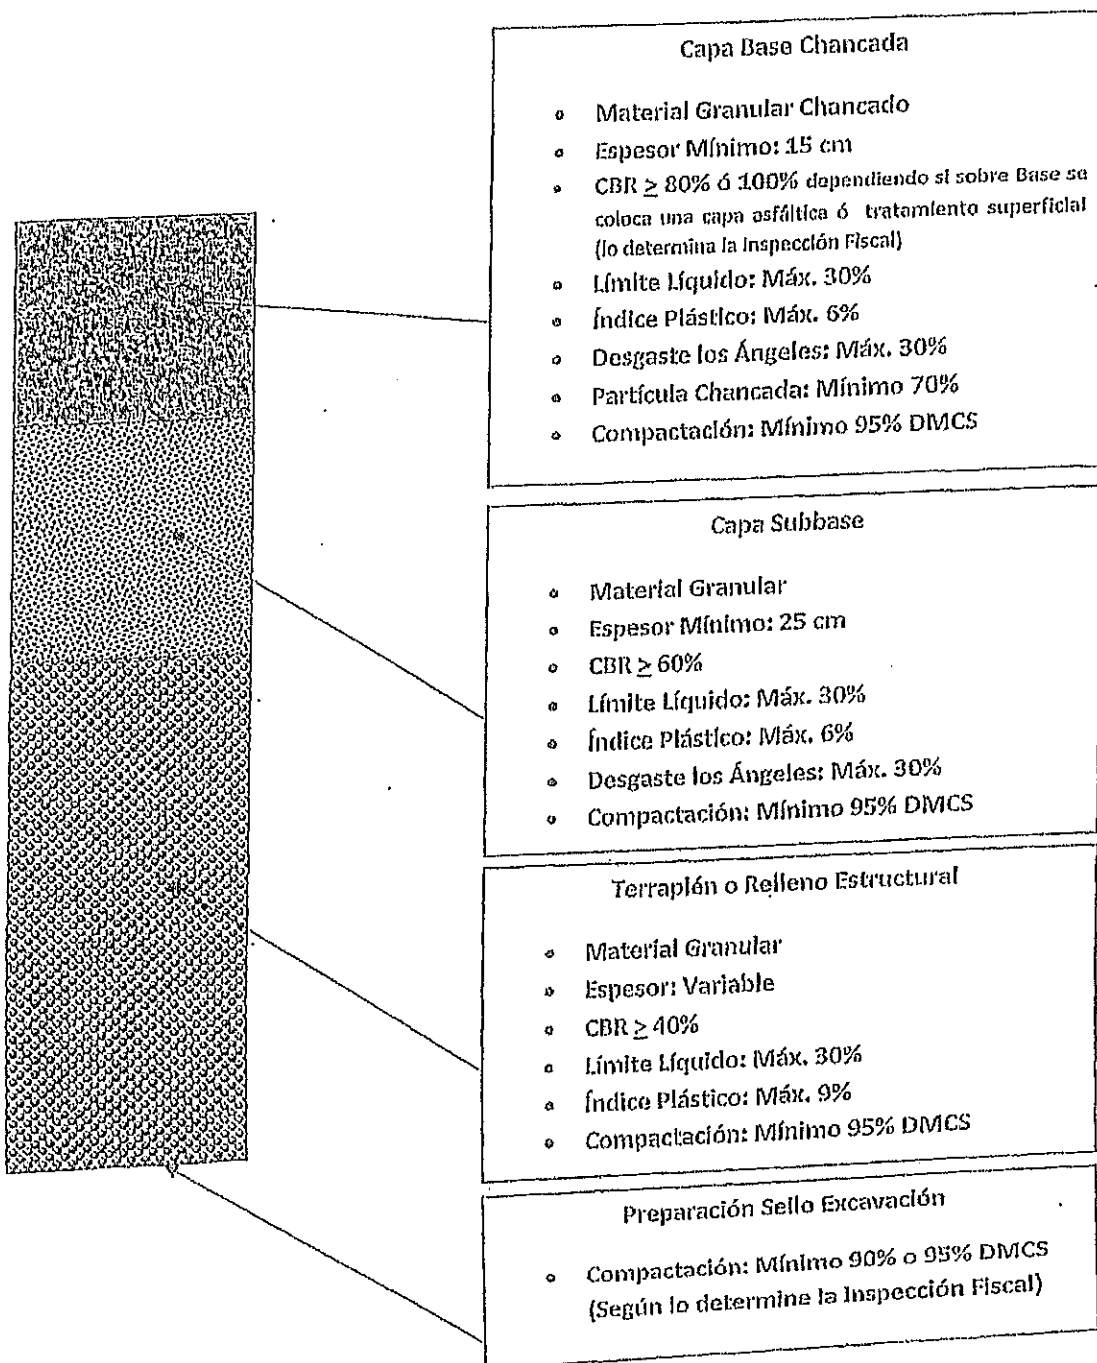 Capa Base Chancada
• Material Granular Chancado
• Espesor Mínimo: 15 cm
• CBR ≥ 80% ó 100% dependiendo si sobre Base se
coloca una capa asfáltica ó tratamiento superficial
(lo determina la Inspección Fiscal)
• Límite Líquido: Máx. 30%
• Índice Plástico: Máx. 6%
• Desgaste los Ángeles: Máx. 30%
• Partícula Chancada: Mínimo 70%
• Compactación: Mínimo 95% DMCS
Capa Subbase
• Material Granular
• Espesor Mínimo: 25 cm
• CBR ≥ 60%
• Límite Líquido: Máx. 30%
• Índice Plástico: Máx. 6%
• Desgaste los Ángeles: Máx. 30%
• Compactación: Mínimo 95% DMCS
Terraplén o Relleno Estructural
• Material Granular
• Espesor: Variable
• CBR ≥ 40%
• Límite Líquido: Máx. 30%
• Índice Plástico: Máx. 9%
• Compactación: Mínimo 95% DMCS
Preparación Sello Excavación
• Compactación: Mínimo 90% o 95% DMCS
(Según lo determine la Inspección Fiscal)